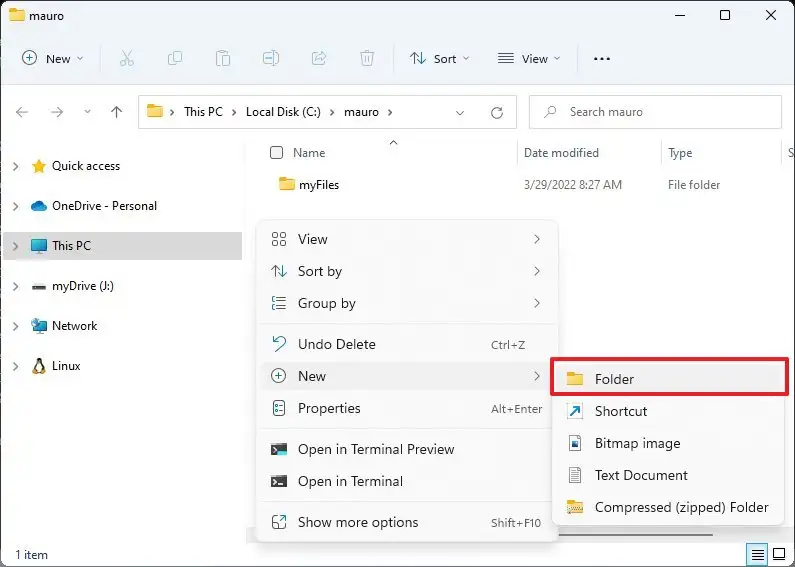 mauro
New
Sort
View
This PC
Local Disk (C:)
mauro
Search mauro
Name
Date modified
Type
S
Quick access
myFiles
3/29/2022 8:27 AM
File folder
OneDrive - Personal
This PC
myDrive (J:)
Network
Linux
View
Sort by
Group by
Undo Delete Ctrl+Z
New
Properties Alt+Enter
Open in Terminal Preview
Open in Terminal
Show more options Shift+F10
Folder
Shortcut
Bitmap image
Text Document
Compressed (zipped) Folder
1 item